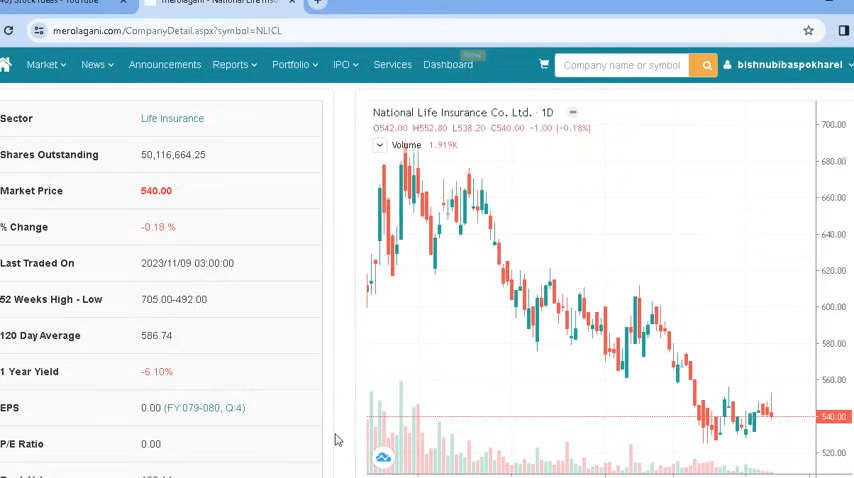 40) Stock Ideas - YouTube
merolagani - National Life Insu
merolagani.com/CompanyDetail.aspx?symbol=NLICL
New
Market News Announcements Reports Portfolio IPO Services Dashboard Company name or symbol bishnubibaspokharel
Sector Life Insurance
Shares Outstanding 50,116,664.25
Market Price 540.00
% Change -0.18 %
Last Traded On 2023/11/09 03:00:00
52 Weeks High - Low 705.00-492.00
120 Day Average 586.74
1 Year Yield -6.10%
EPS 0.00 (FY:079-080, Q:4)
P/E Ratio 0.00
National Life Insurance Co. Ltd. · 1D
O542.00 H552.80 L538.20 C540.00 -1.00 (-0.18%)
Volume 1.919K
700.00
680.00
660.00
640.00
620.00
600.00
580.00
560.00
540.00
520.00